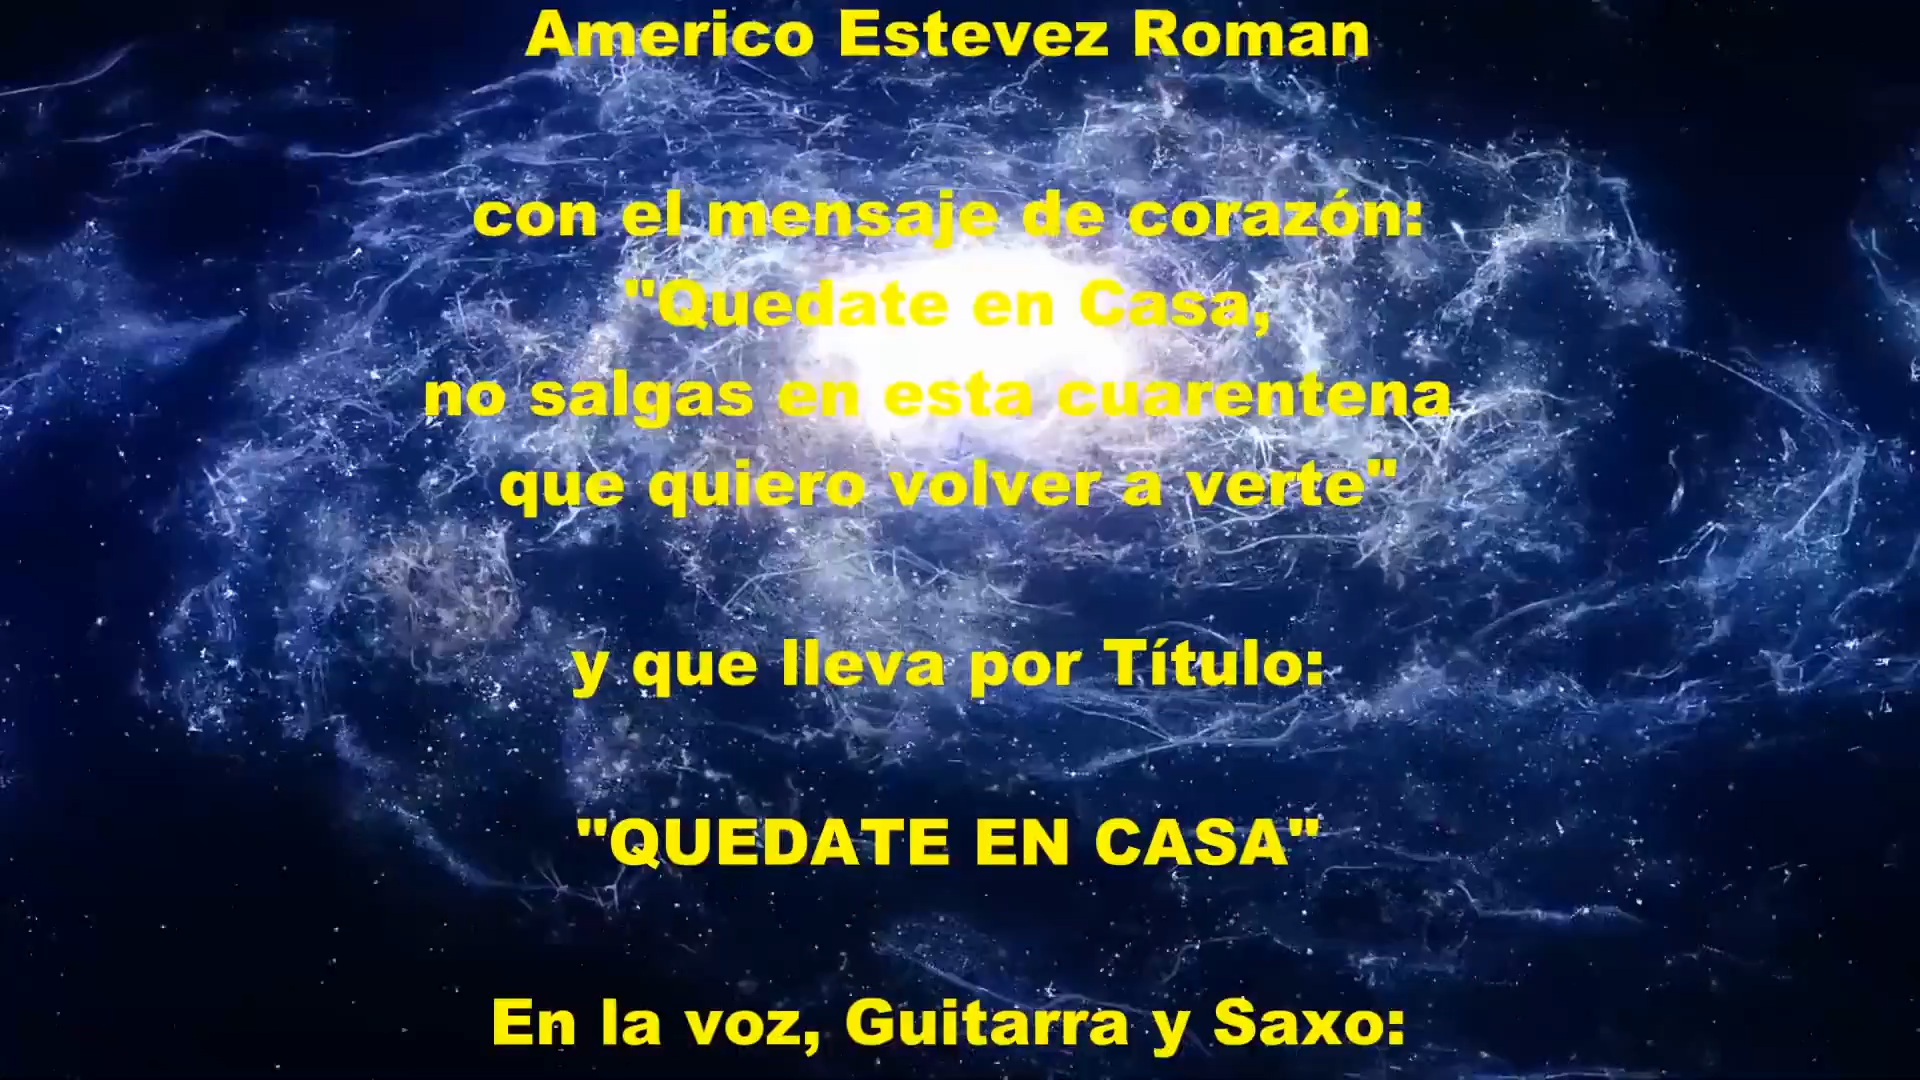 Americo Estevez Roman
con el mensaje de corazón:
"Quedate en Casa,
no salgas en esta cuarentena
que quiero volver a verte"
y que lleva por Título:
"QUEDATE EN CASA"
En la voz, Guitarra y Saxo: